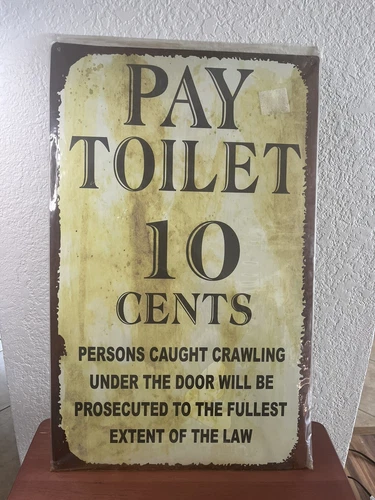 PAY
TOILET
10
CENTS
PERSONS CAUGHT CRAWLING
UNDER THE DOOR WILL BE
PROSECUTED TO THE FULLEST
EXTENT OF THE LAW